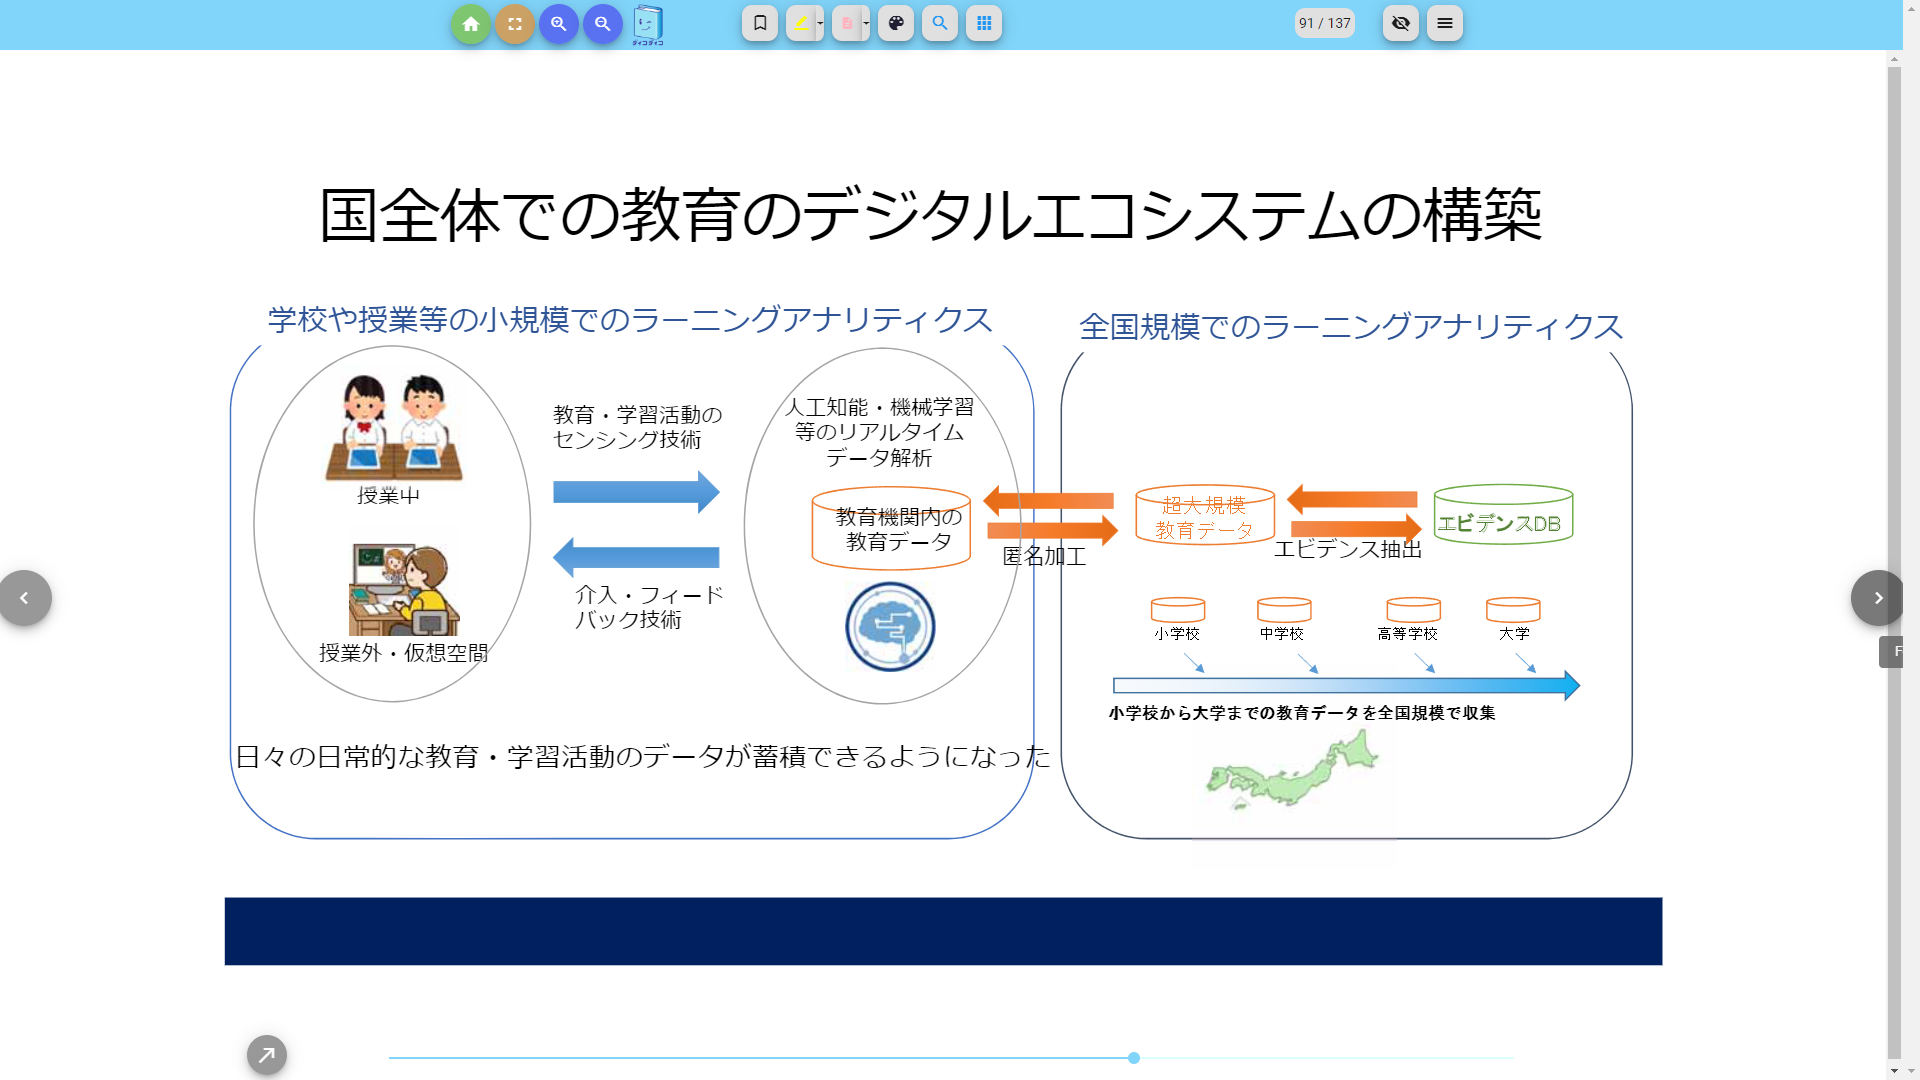 ダィコダィコ
91 / 137
国全体での教育のデジタルエコシステムの構築
学校や授業等の小規模でのラーニングアナリティクス
授業中
授業外・仮想空間
教育・学習活動の
センシング技術
介入・フィード
バック技術
人工知能・機械学習
等のリアルタイム
データ解析
教育機関内の
教育データ
日々の日常的な教育・学習活動のデータが蓄積できるようになった
匿名加工
全国規模でのラーニングアナリティクス
超大規模
教育データ
エビデンス抽出
エビデンスDB
小学校
中学校
高等学校
大学
小学校から大学までの教育データを全国規模で収集
F